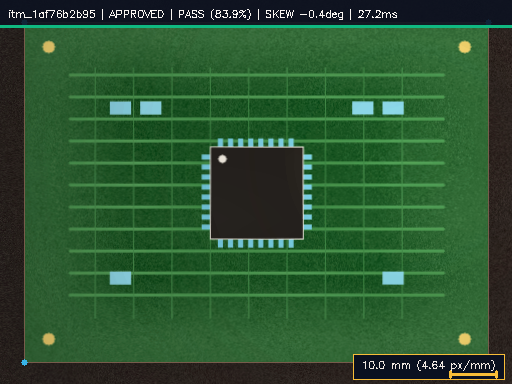 itm_1af76b2b95 | APPROVED | PASS (83.9%) | SKEW -0.4deg | 27.2ms
10.0 mm (4.64 px/mm)